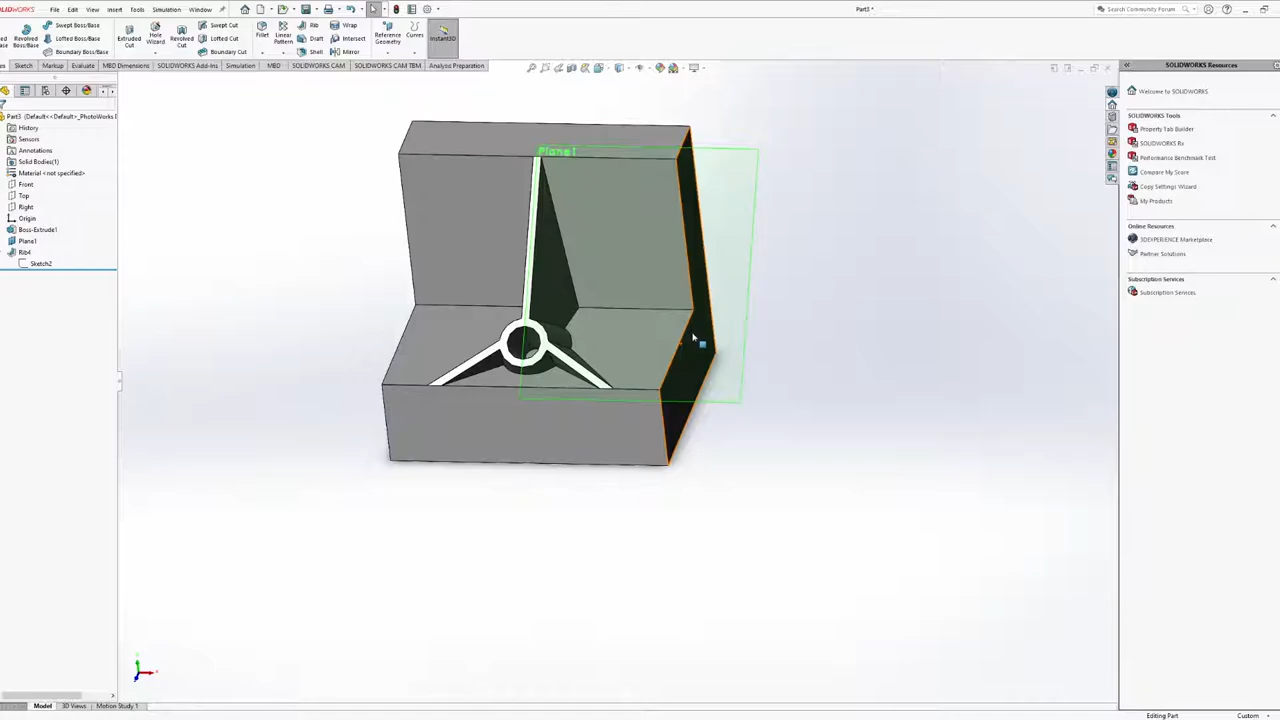 SOLIDWORKS File Edit View Insert Tools Simulation Window Part3 * Search Community Forum
Revolved Boss/Base Swept Boss/Base Lofted Boss/Base Boundary Boss/Base Extruded Cut Hole Wizard Revolved Cut Swept Cut Lofted Cut Boundary Cut Fillet Linear Pattern Rib Draft Shell Wrap Intersect Mirror Reference Geometry Curves Instant3D
Sketch Markup Evaluate MBD Dimensions SOLIDWORKS Add-Ins Simulation MBD SOLIDWORKS CAM SOLIDWORKS CAM TBM Analysis Preparation
Part3 (Default<<Default>_PhotoWorks
History
Sensors
Annotations
Solid Bodies(1)
Material <not specified>
Front
Top
Right
Origin
Boss-Extrude1
Plane1
Rib4
Sketch2
Plane1
SOLIDWORKS Resources
Welcome to SOLIDWORKS
SOLIDWORKS Tools
Property Tab Builder
SOLIDWORKS Rx
Performance Benchmark Test
Compare My Score
Copy Settings Wizard
My Products
Online Resources
3DEXPERIENCE Marketplace
Partner Solutions
Subscription Services
Subscription Services
Model 3D Views Motion Study 1
Editing Part Custom